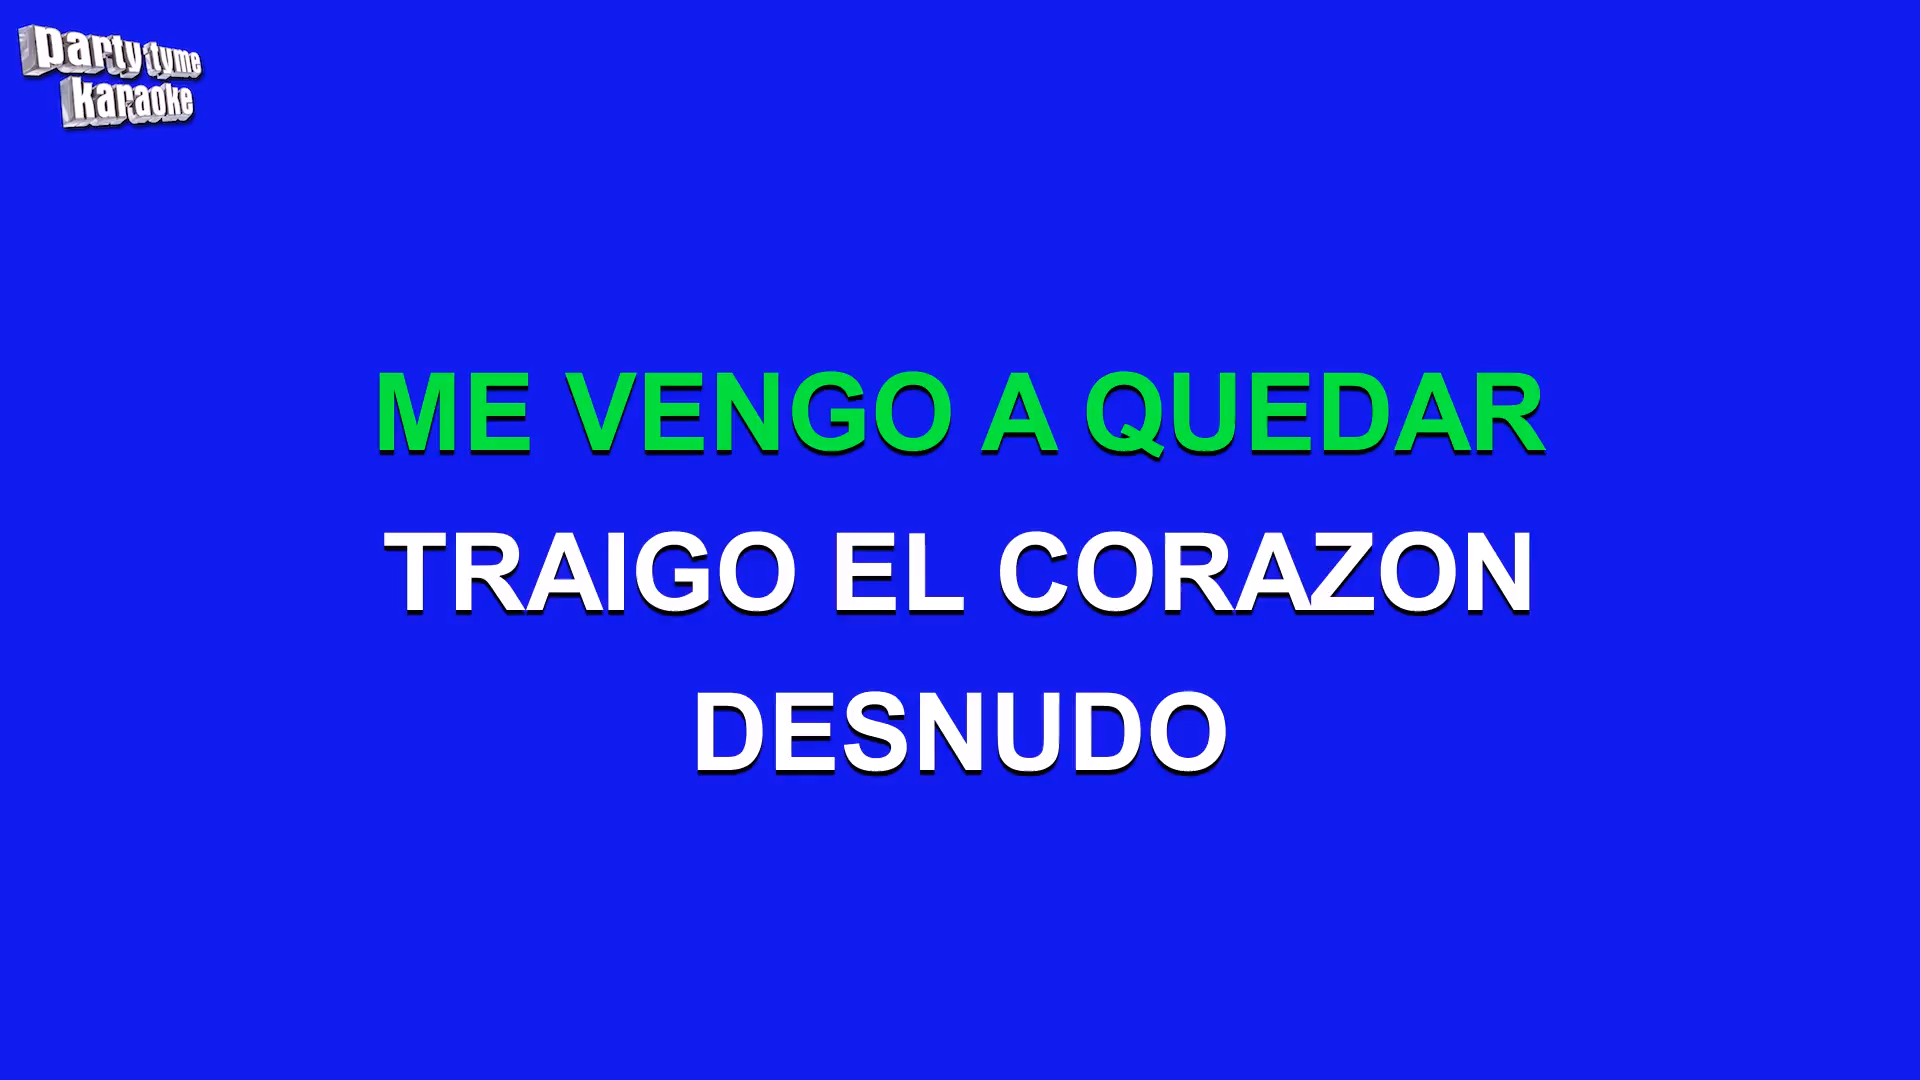 party tyme
karaoke
ME VENGO A QUEDAR
TRAIGO EL CORAZON
DESNUDO